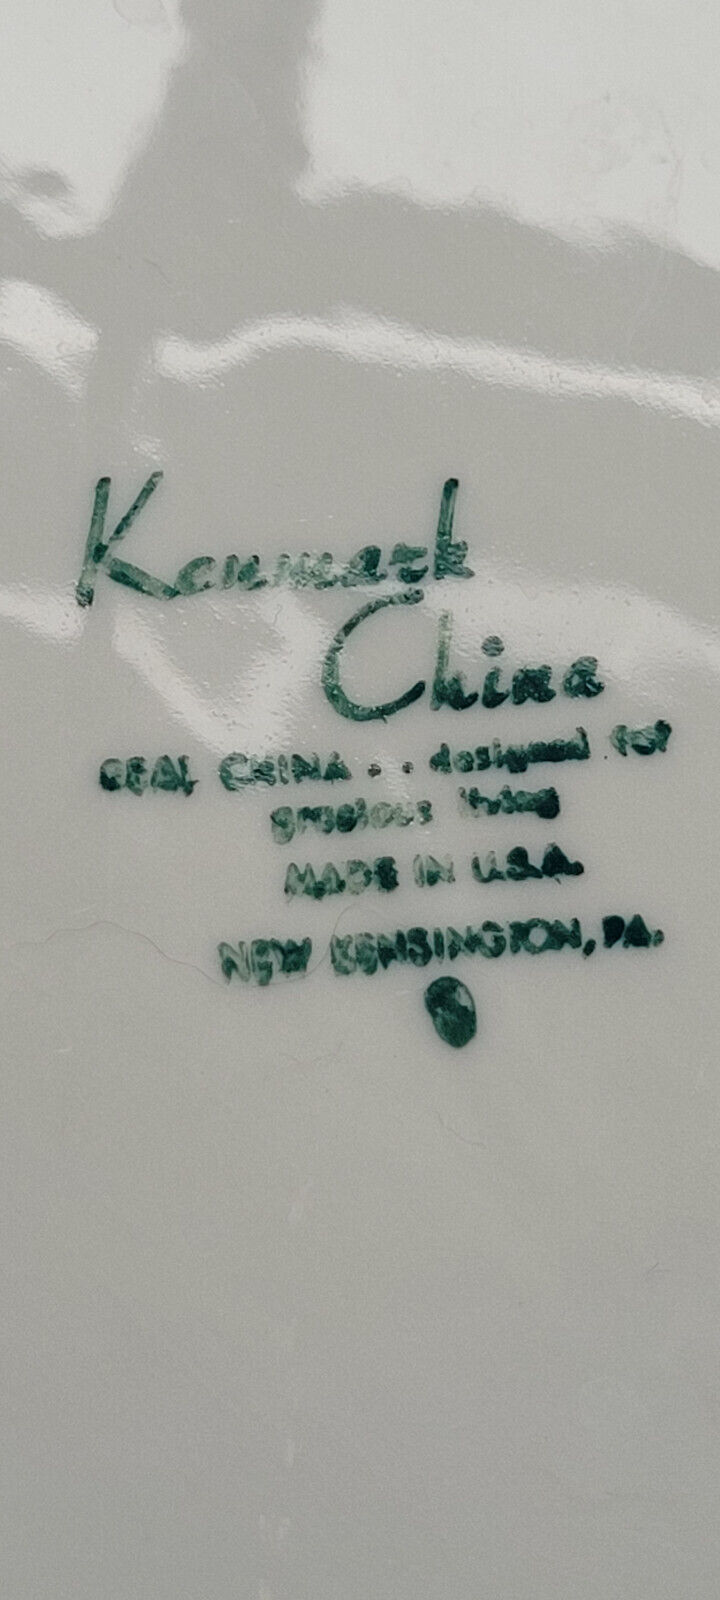 Kenmark
China
REAL CHINA . . designed for
gracious living
MADE IN U.S.A.
NEW KENSINGTON, PA.